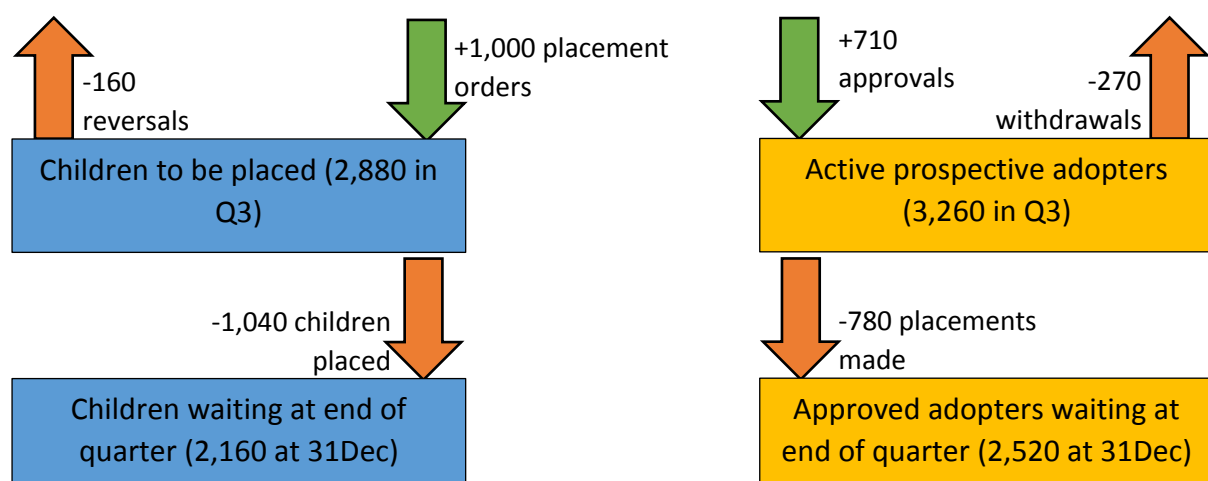 -160
reversals
+1,000 placement
orders
+710
approvals
-270
withdrawals
Children to be placed (2,880 in
Q3)
Active prospective adopters
(3,260 in Q3)
-1,040 children
placed
-780 placements
made
Children waiting at end of
quarter (2,160 at 31Dec)
Approved adopters waiting at
end of quarter (2,520 at 31Dec)